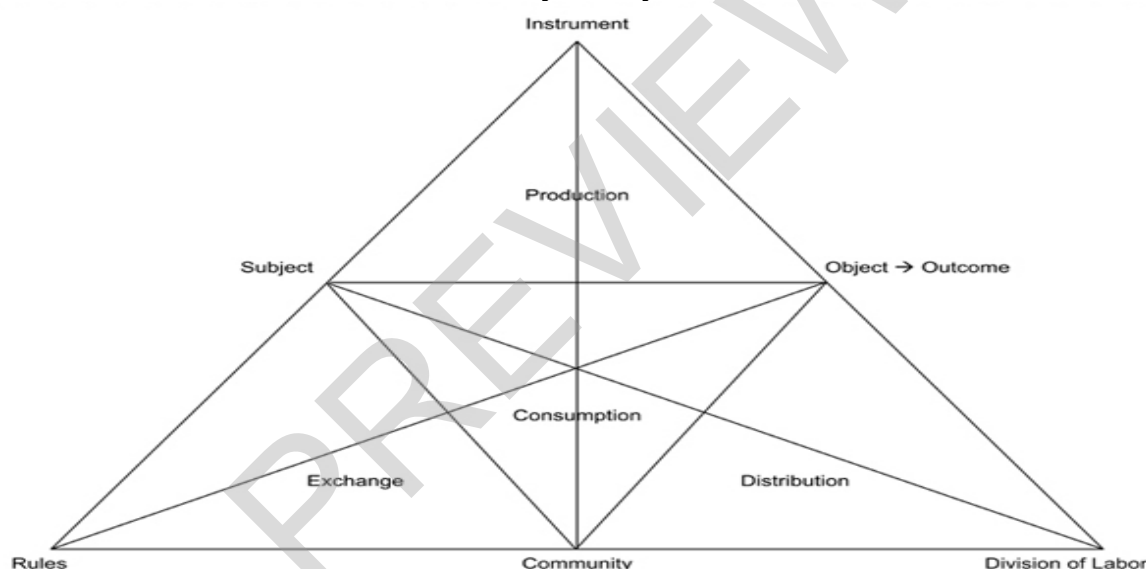 Instrument
Production
Subject
Object → Outcome
Consumption
Exchange
Distribution
Rules
Community
Division of Labor
PREVIEW